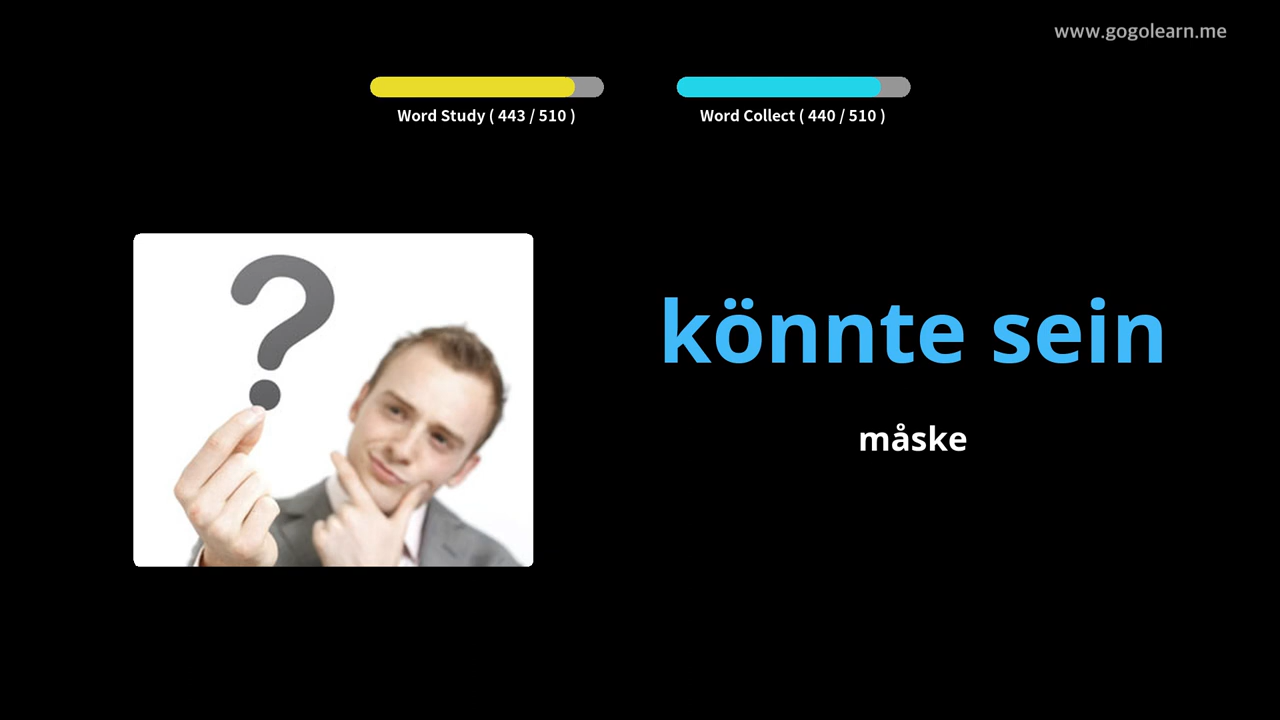 www.gogolearn.me
Word Study ( 443 / 510 )
Word Collect ( 440 / 510 )
?
könnte sein
måske